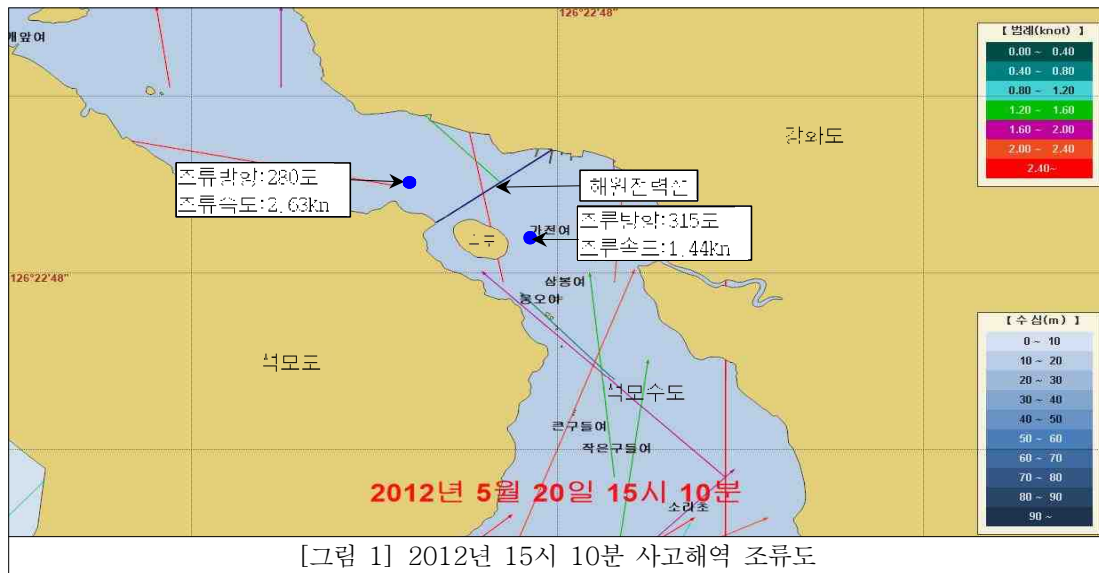 126°22'48"
깨앞여
[ 범례(knot) ]
0.00 ~ 0.40
0.40 ~ 0.80
0.80 ~ 1.20
1.20 ~ 1.60
1.60 ~ 2.00
2.00 ~ 2.40
2.40~
강화도
조류방향:280도
조류속도:2.63Kn
해월전력선
가전여
조류방향:315도
조류속도:1.44Kn
126°22'48"
삼봉여
석모도
석모수도
큰구들여
작은구들여
2012년 5월 20일 15시 10분
소라초
[ 수심(m) ]
0 ~ 10
10 ~ 20
20 ~ 30
30 ~ 40
40 ~ 50
50 ~ 60
60 ~ 70
70 ~ 80
80 ~ 90
90 ~
[그림 1] 2012년 15시 10분 사고해역 조류도